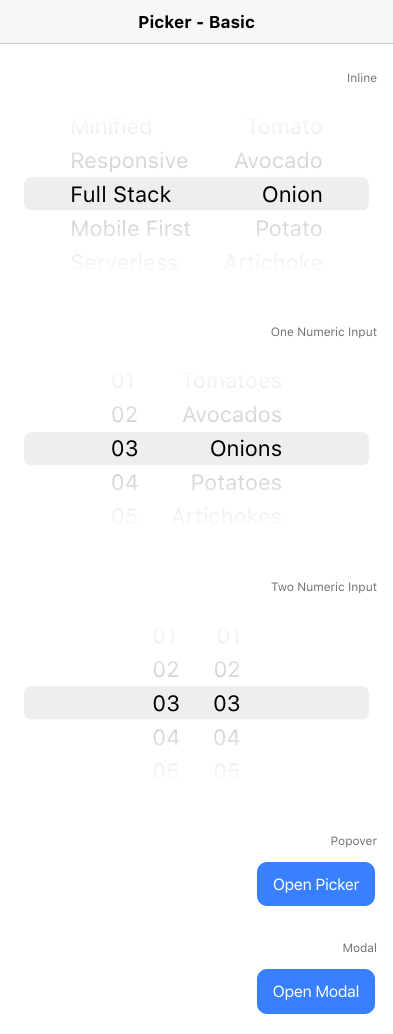 Picker - Basic
Inline
Minified Tomato
Responsive Avocado
Full Stack Onion
Mobile First Potato
Serverless Artichoke
One Numeric Input
01 Tomatoes
02 Avocados
03 Onions
04 Potatoes
05 Artichokes
Two Numeric Input
01 01
02 02
03 03
04 04
05 05
Popover
Open Picker
Modal
Open Modal